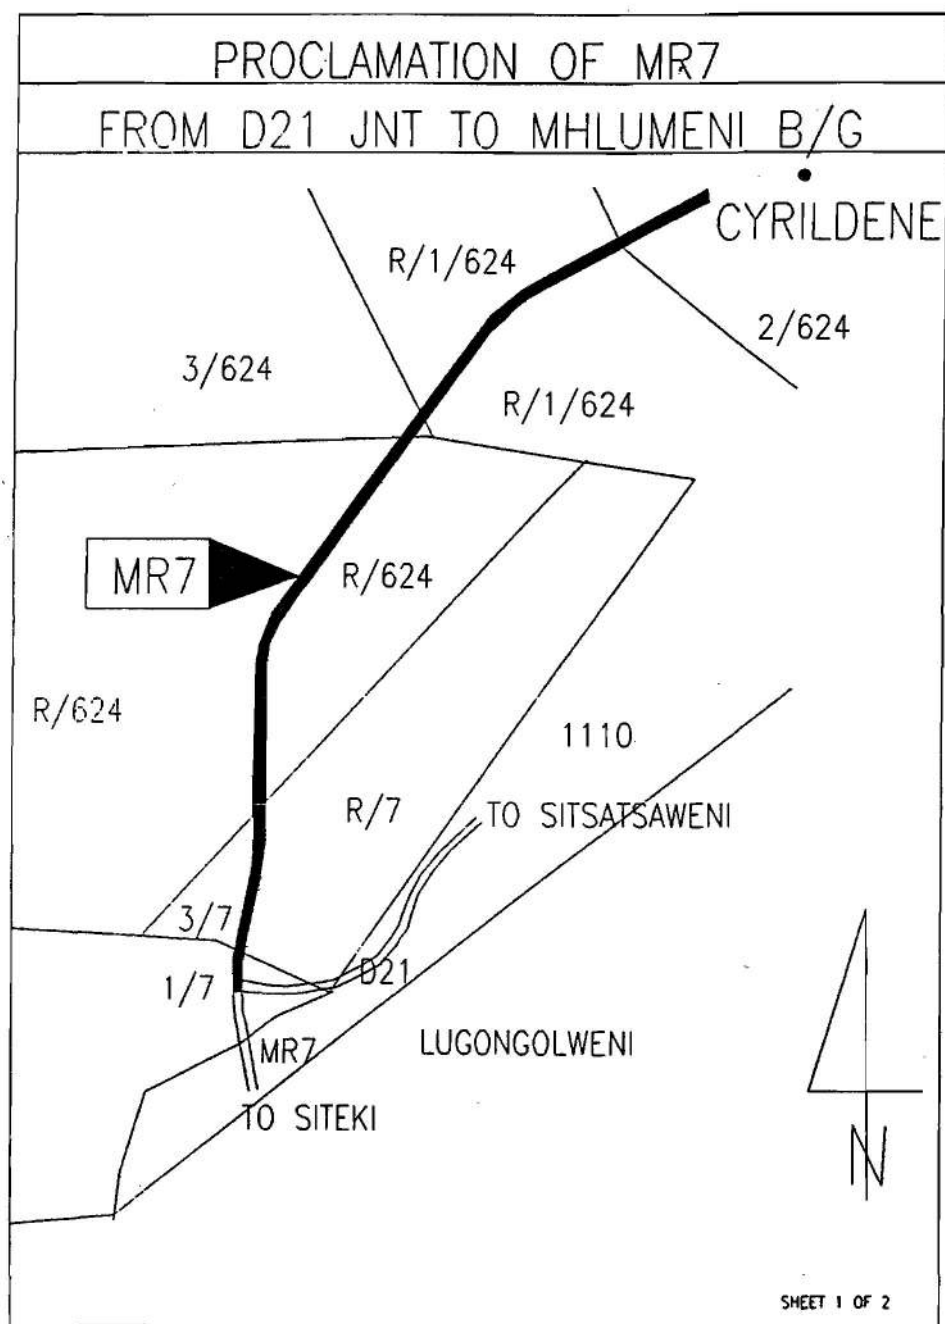 PROCLAMATION OF MR7
FROM D21 JNT TO MHLUMENI B/G
CYRILDENE
R/1/624
2/624
3/624
R/1/624
MR7
R/624
R/624
1110
R/7
TO SITSATSAWENI
3/7
D21
1/7
MR7
LUGONGOLWENI
TO SITEKI
N
SHEET 1 OF 2